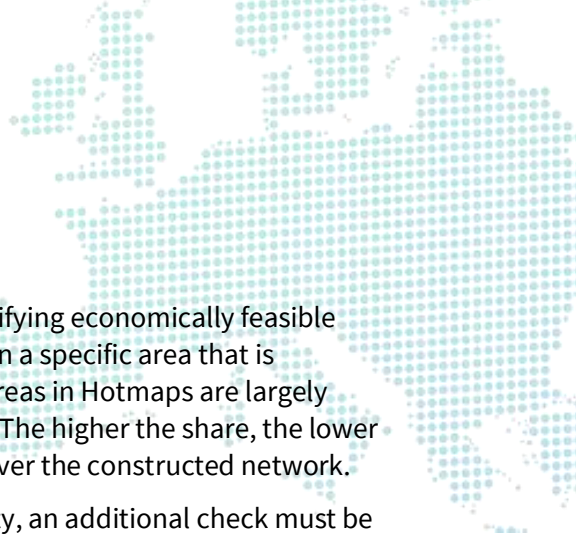 ifying economically feasible
n a specific area that is
reas in Hotmaps are largely
The higher the share, the lower
ver the constructed network.
y, an additional check must be